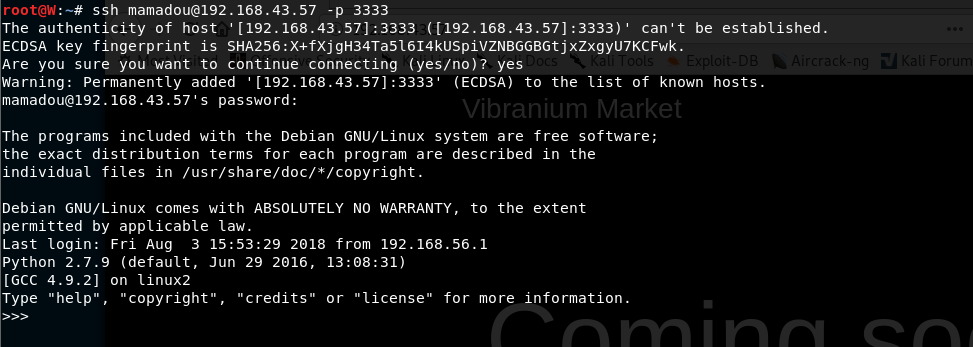 root@W:~# ssh mamadou@192.168.43.57 -p 3333
The authenticity of host '[192.168.43.57]:3333 ([192.168.43.57]:3333)' can't be established.
ECDSA key fingerprint is SHA256:X+fXjgH34Ta5l6I4kUSpiVZNBGGBGtjxZxgyU7KCFwk.
Are you sure you want to continue connecting (yes/no)? yes
Docs Kali Tools Exploit-DB Aircrack-ng Kali Forum
Warning: Permanently added '[192.168.43.57]:3333' (ECDSA) to the list of known hosts.
mamadou@192.168.43.57's password:
Vibranium Market
The programs included with the Debian GNU/Linux system are free software;
the exact distribution terms for each program are described in the
individual files in /usr/share/doc/*/copyright.
Debian GNU/Linux comes with ABSOLUTELY NO WARRANTY, to the extent
permitted by applicable law.
Last login: Fri Aug  3 15:53:29 2018 from 192.168.56.1
Python 2.7.9 (default, Jun 29 2016, 13:08:31)
[GCC 4.9.2] on linux2
Type "help", "copyright", "credits" or "license" for more information.
>>>
Coming soo